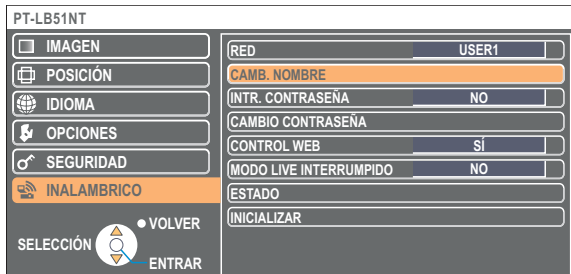 PT-LB51NT
IMAGEN
POSICIÓN
IDIOMA
OPCIONES
SEGURIDAD
INALAMBRICO
VOLVER
SELECCIÓN
ENTRAR
RED USER1
CAMB. NOMBRE
INTR. CONTRASEÑA NO
CAMBIO CONTRASEÑA
CONTROL WEB SÍ
MODO LIVE INTERRUMPIDO NO
ESTADO
INICIALIZAR